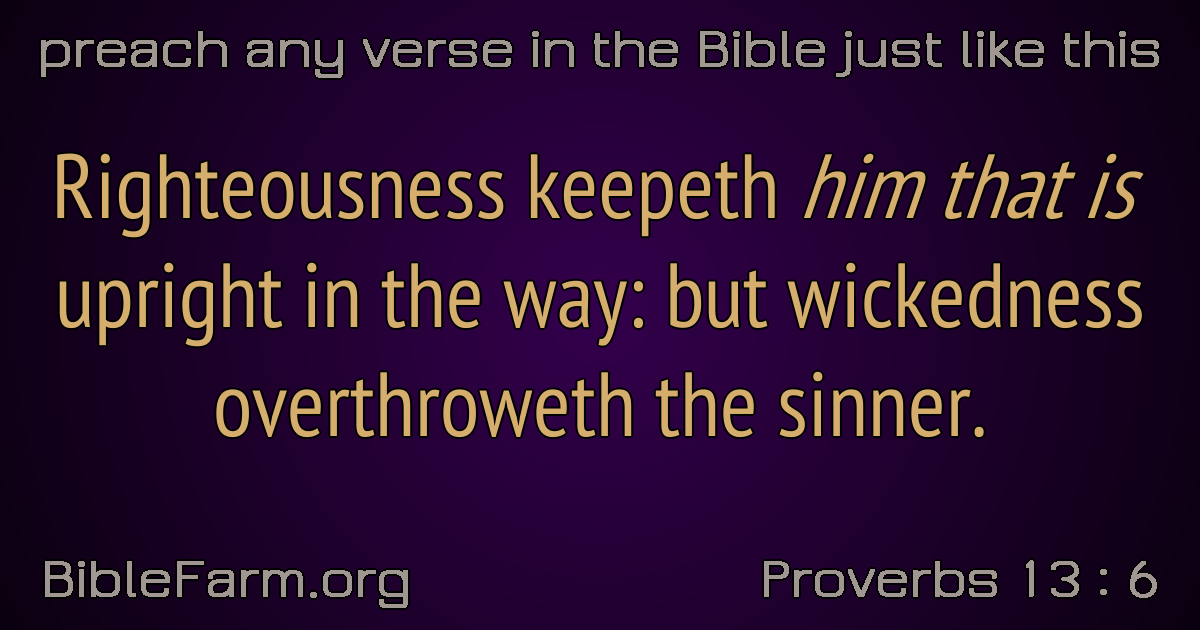 preach any verse in the Bible just like this
Righteousness keepeth him that is
upright in the way: but wickedness
overthroweth the sinner.
BibleFarm.org
Proverbs 13 : 6